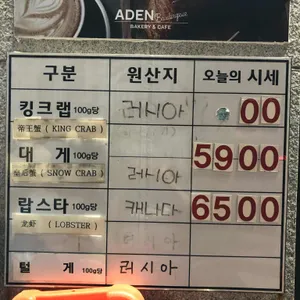 ADEN Boulangerie
BAKERY & CAFE
구분 원산지 오늘의 시세
킹크랩 100g당 러시아 00
帝王蟹 ( KING CRAB )
대 게 100g당 러시아 5900
皇后蟹 ( SNOW CRAB )
랍스타 100g당 캐나다 6500
龙虾 ( LOBSTER )
털 게 100g당 러시아